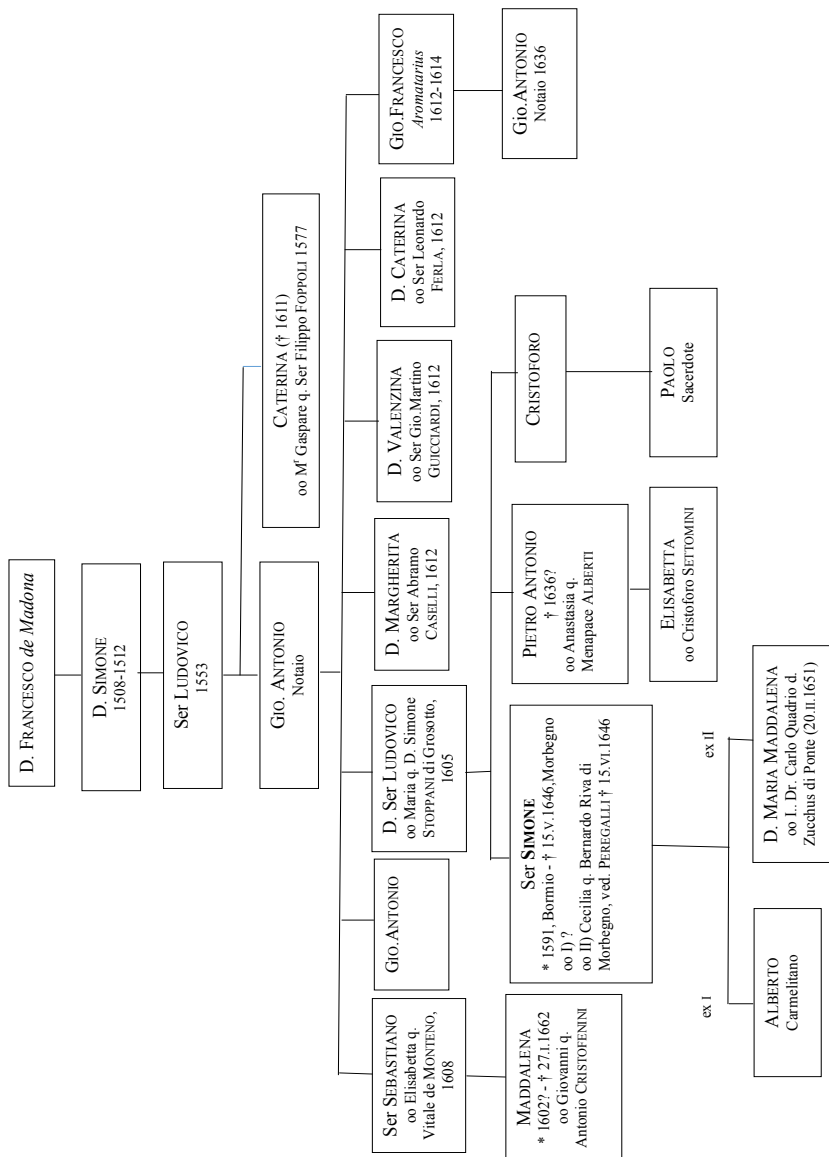 D. FRANCESCO de Madona
D. SIMONE
1508-1512
Ser LUDOVICO
1553
GIO. ANTONIO
Notaio
CATERINA († 1611)
oo Mʳ Gaspare q. Ser Filippo FOPPOLI 1577
Ser SEBASTIANO
oo Elisabetta q.
Vitale de MONTENO,
1608
GIO.ANTONIO
D. Ser LUDOVICO
oo Maria q. D. Simone
STOPPANI di Grosotto,
1605
D. MARGHERITA
oo Ser Abramo
CASELLI, 1612
D. VALENZINA
oo Ser Gio.Martino
GUICCIARDI, 1612
D. CATERINA
oo Ser Leonardo
FERLA, 1612
GIO.FRANCESCO
Aromatarius
1612-1614
MADDALENA
* 1602? - † 27.I.1662
oo Giovanni q.
Antonio CRISTOFENINI
Ser SIMONE
* 1591, Bormio - † 15.V.1646,Morbegno
oo I) ?
oo II) Cecilia q. Bernardo Riva di
Morbegno, ved. PEREGALLI † 15.VI.1646
PIETRO ANTONIO
† 1636?
oo Anastasia q.
Menapace ALBERTI
CRISTOFORO
Gio.ANTONIO
Notaio 1636
ELISABETTA
oo Cristoforo SETTOMINI
PAOLO
Sacerdote
ex I
ex II
ALBERTO
Carmelitano
D. MARIA MADDALENA
oo I.. Dr. Carlo Quadrio d.
Zucchus di Ponte (20.II.1651)